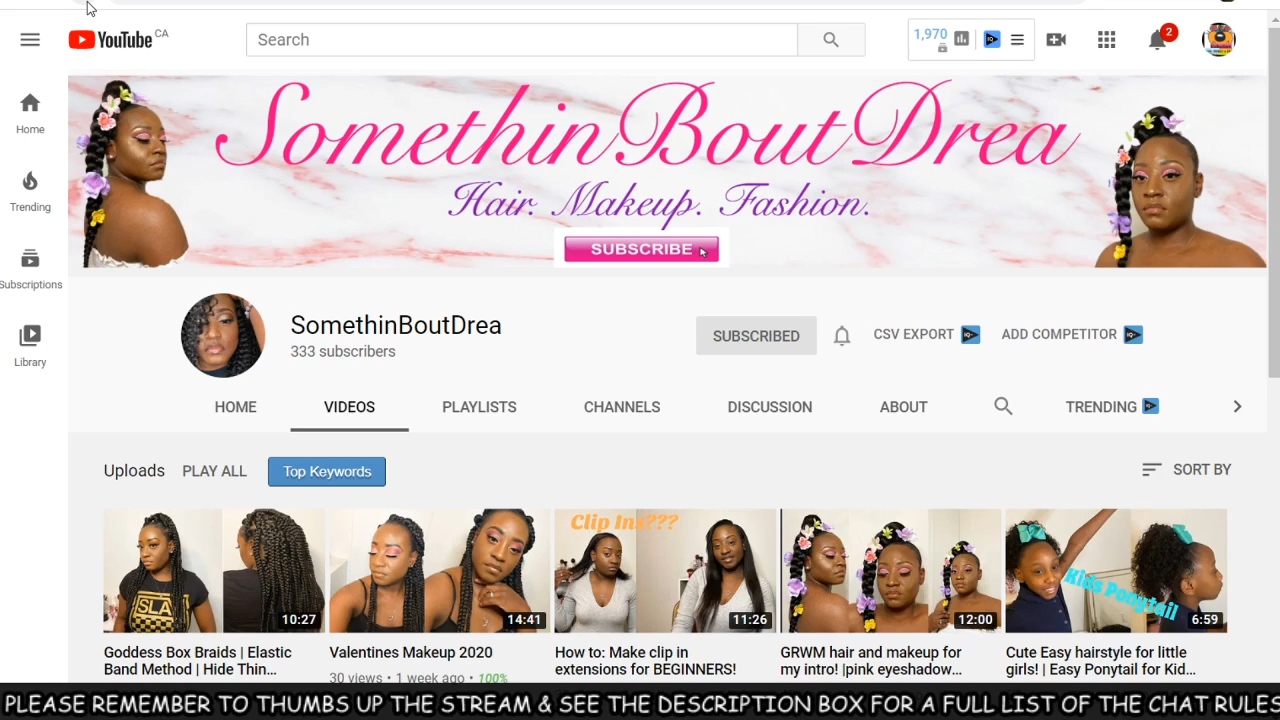 YouTube CA
Search
1,970
2
SomethinBoutDrea
Hair. Makeup. Fashion.
SUBSCRIBE
Home
Trending
Subscriptions
Library
SomethinBoutDrea
333 subscribers
SUBSCRIBED
CSV EXPORT
ADD COMPETITOR
HOME
VIDEOS
PLAYLISTS
CHANNELS
DISCUSSION
ABOUT
TRENDING
Uploads
PLAY ALL
Top Keywords
SORT BY
10:27
Goddess Box Braids | Elastic
Band Method | Hide Thin...
14:41
Valentines Makeup 2020
30 views • 1 week ago • 100%
Clip Ins???
11:26
How to: Make clip in
extensions for BEGINNERS!
12:00
GRWM hair and makeup for
my intro! |pink eyeshadow...
Kids Ponytail
6:59
Cute Easy hairstyle for little
girls! | Easy Ponytail for Kid...
PLEASE REMEMBER TO THUMBS UP THE STREAM & SEE THE DESCRIPTION BOX FOR A FULL LIST OF THE CHAT RULES